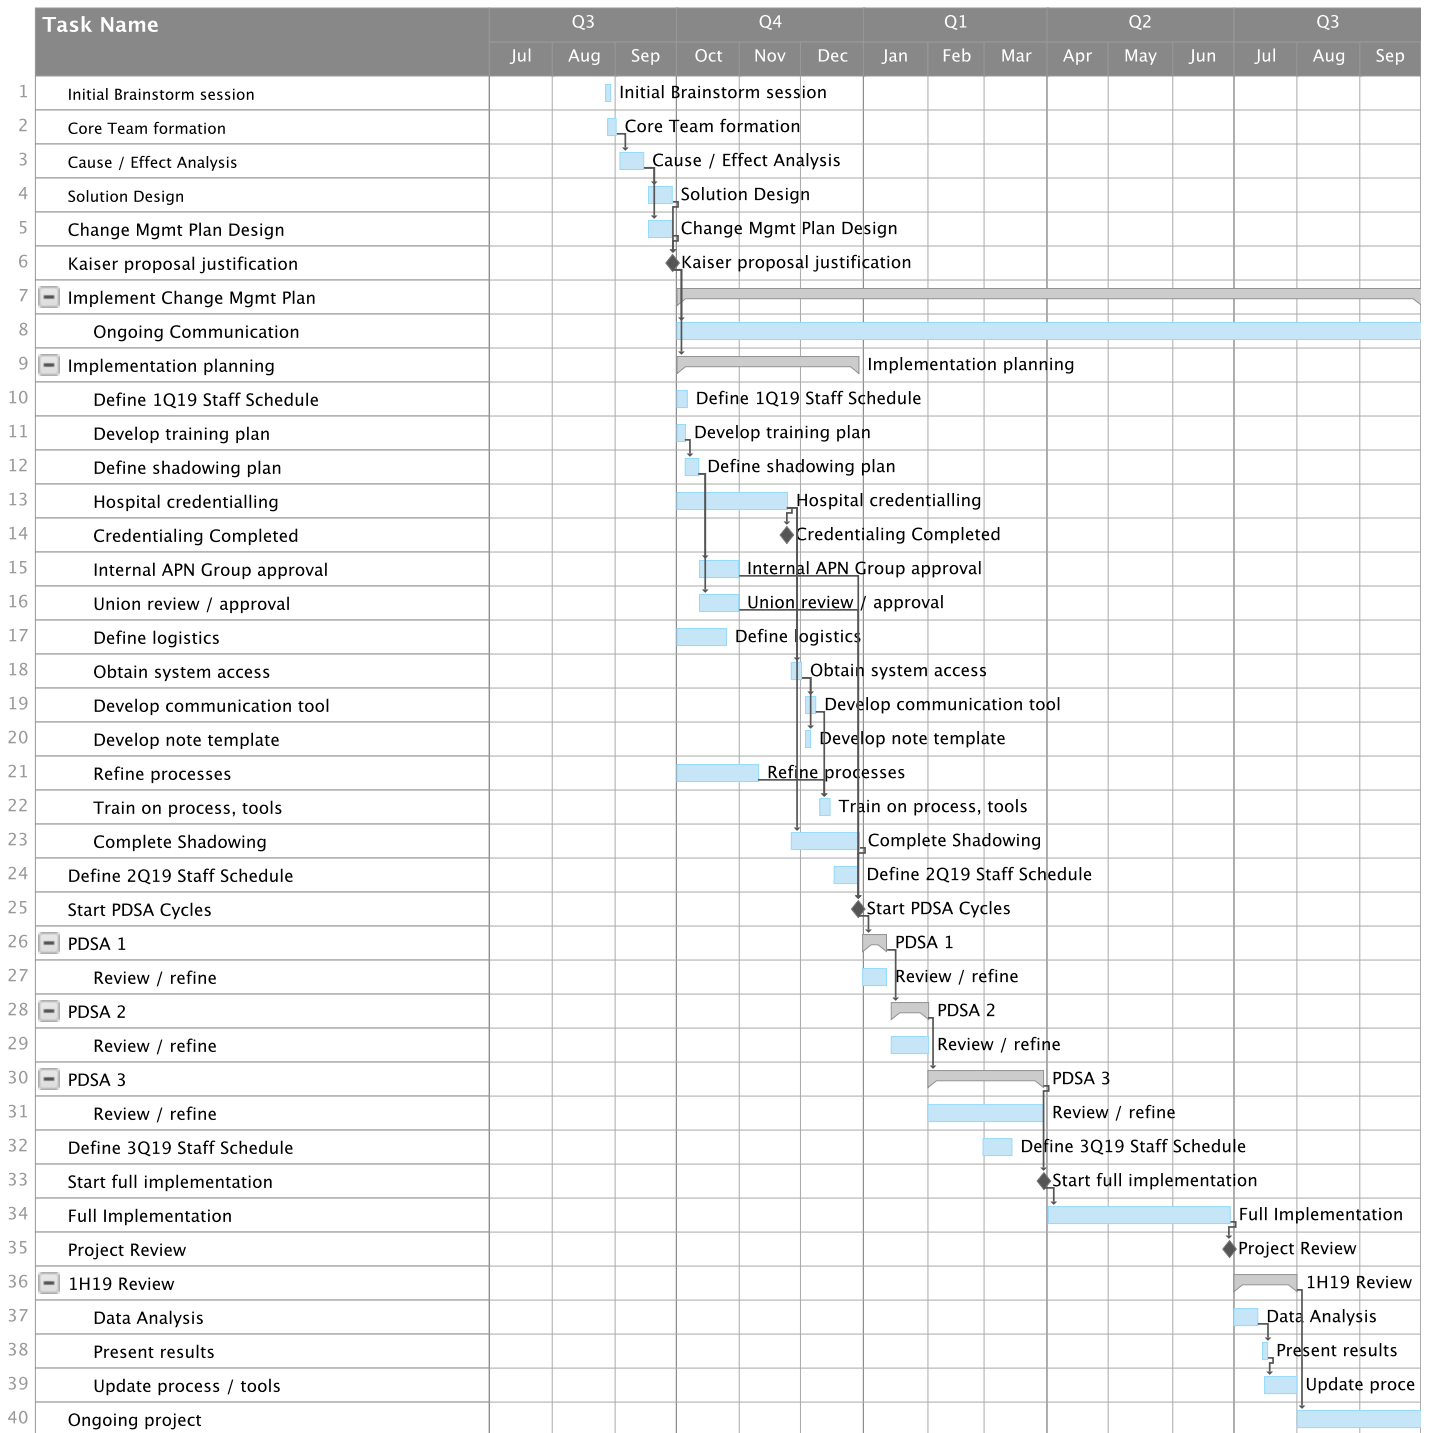 Task Name
Q3 Q4 Q1 Q2 Q3
Jul Aug Sep Oct Nov Dec Jan Feb Mar Apr May Jun Jul Aug Sep
1 Initial Brainstorm session Initial Brainstorm session
2 Core Team formation Core Team formation
3 Cause / Effect Analysis Cause / Effect Analysis
4 Solution Design Solution Design
5 Change Mgmt Plan Design Change Mgmt Plan Design
6 Kaiser proposal justification Kaiser proposal justification
7 Implement Change Mgmt Plan
8 Ongoing Communication
9 Implementation planning Implementation planning
10 Define 1Q19 Staff Schedule Define 1Q19 Staff Schedule
11 Develop training plan Develop training plan
12 Define shadowing plan Define shadowing plan
13 Hospital credentialling Hospital credentialling
14 Credentialing Completed Credentialing Completed
15 Internal APN Group approval Internal APN Group approval
16 Union review / approval Union review / approval
17 Define logistics Define logistics
18 Obtain system access Obtain system access
19 Develop communication tool Develop communication tool
20 Develop note template Develop note template
21 Refine processes Refine processes
22 Train on process, tools Train on process, tools
23 Complete Shadowing Complete Shadowing
24 Define 2Q19 Staff Schedule Define 2Q19 Staff Schedule
25 Start PDSA Cycles Start PDSA Cycles
26 PDSA 1 PDSA 1
27 Review / refine Review / refine
28 PDSA 2 PDSA 2
29 Review / refine Review / refine
30 PDSA 3 PDSA 3
31 Review / refine Review / refine
32 Define 3Q19 Staff Schedule Define 3Q19 Staff Schedule
33 Start full implementation Start full implementation
34 Full Implementation Full Implementation
35 Project Review Project Review
36 1H19 Review 1H19 Review
37 Data Analysis Data Analysis
38 Present results Present results
39 Update process / tools Update proce
40 Ongoing project